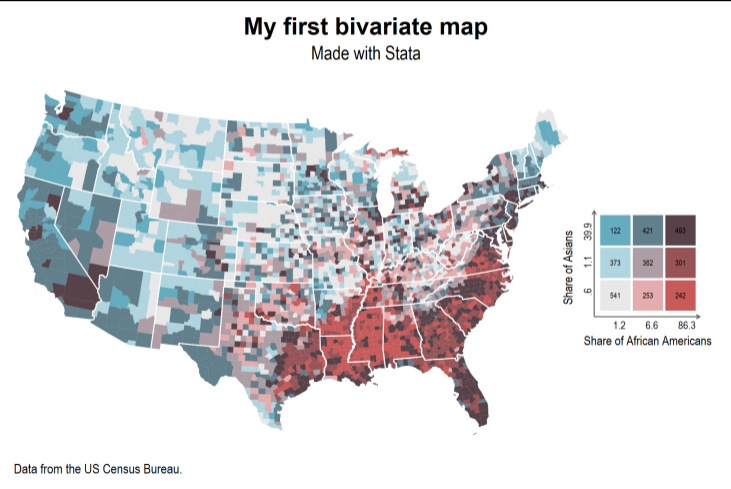 My first bivariate map
Made with Stata
Share of Asians
39.9
1.1
.6
122 421 493
373 362 301
541 253 242
1.2 6.6 86.3
Share of African Americans
Data from the US Census Bureau.